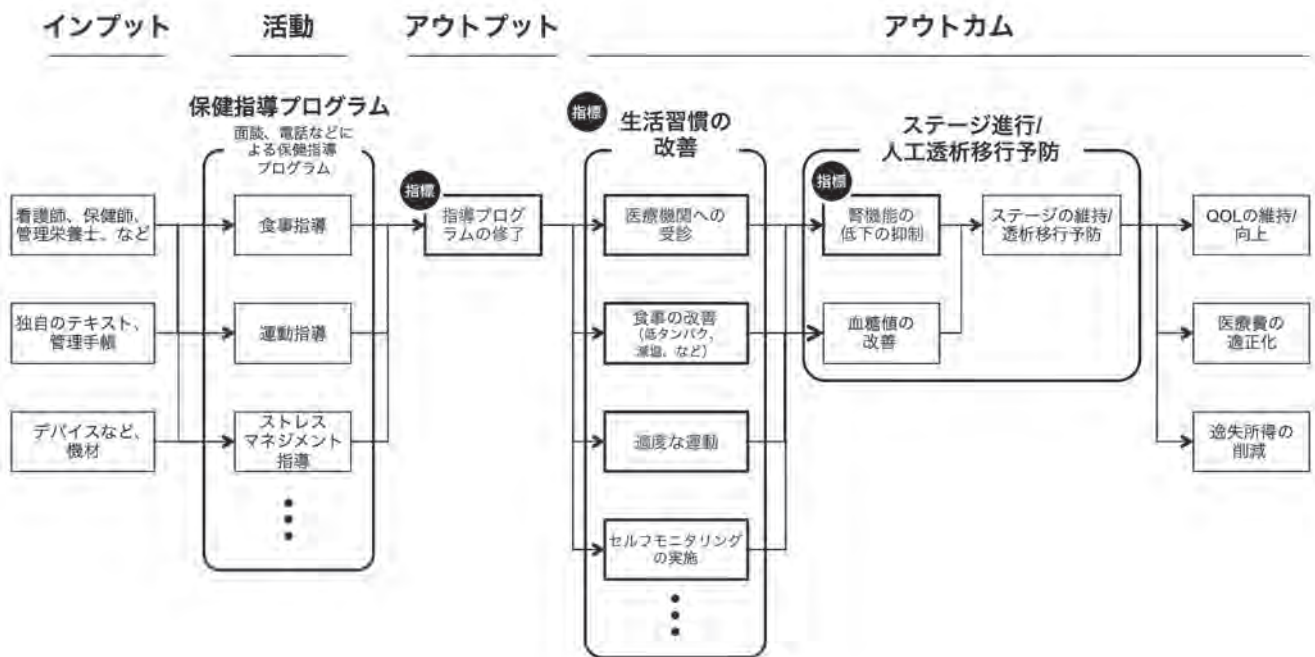 インプット
活動
アウトプット
アウトカム
保健指導プログラム
面談、電話などに
よる保健指導
プログラム
指標
生活習慣の
改善
ステージ進行/
人工透析移行予防
指標
指標
看護師、保健師、
管理栄養士、など
食事指導
指導プログ
ラムの修了
医療機関への
受診
腎機能の
低下の抑制
ステージの維持/
透析移行予防
QOLの維持/
向上
独自のテキスト、
管理手帳
運動指導
食事の改善
(低タンパク,
減塩、など)
血糖値の
改善
医療費の
適正化
デバイスなど、
機材
ストレス
マネジメント
指導
適度な運動
逸失所得の
削減
セルフモニタリング
の実施